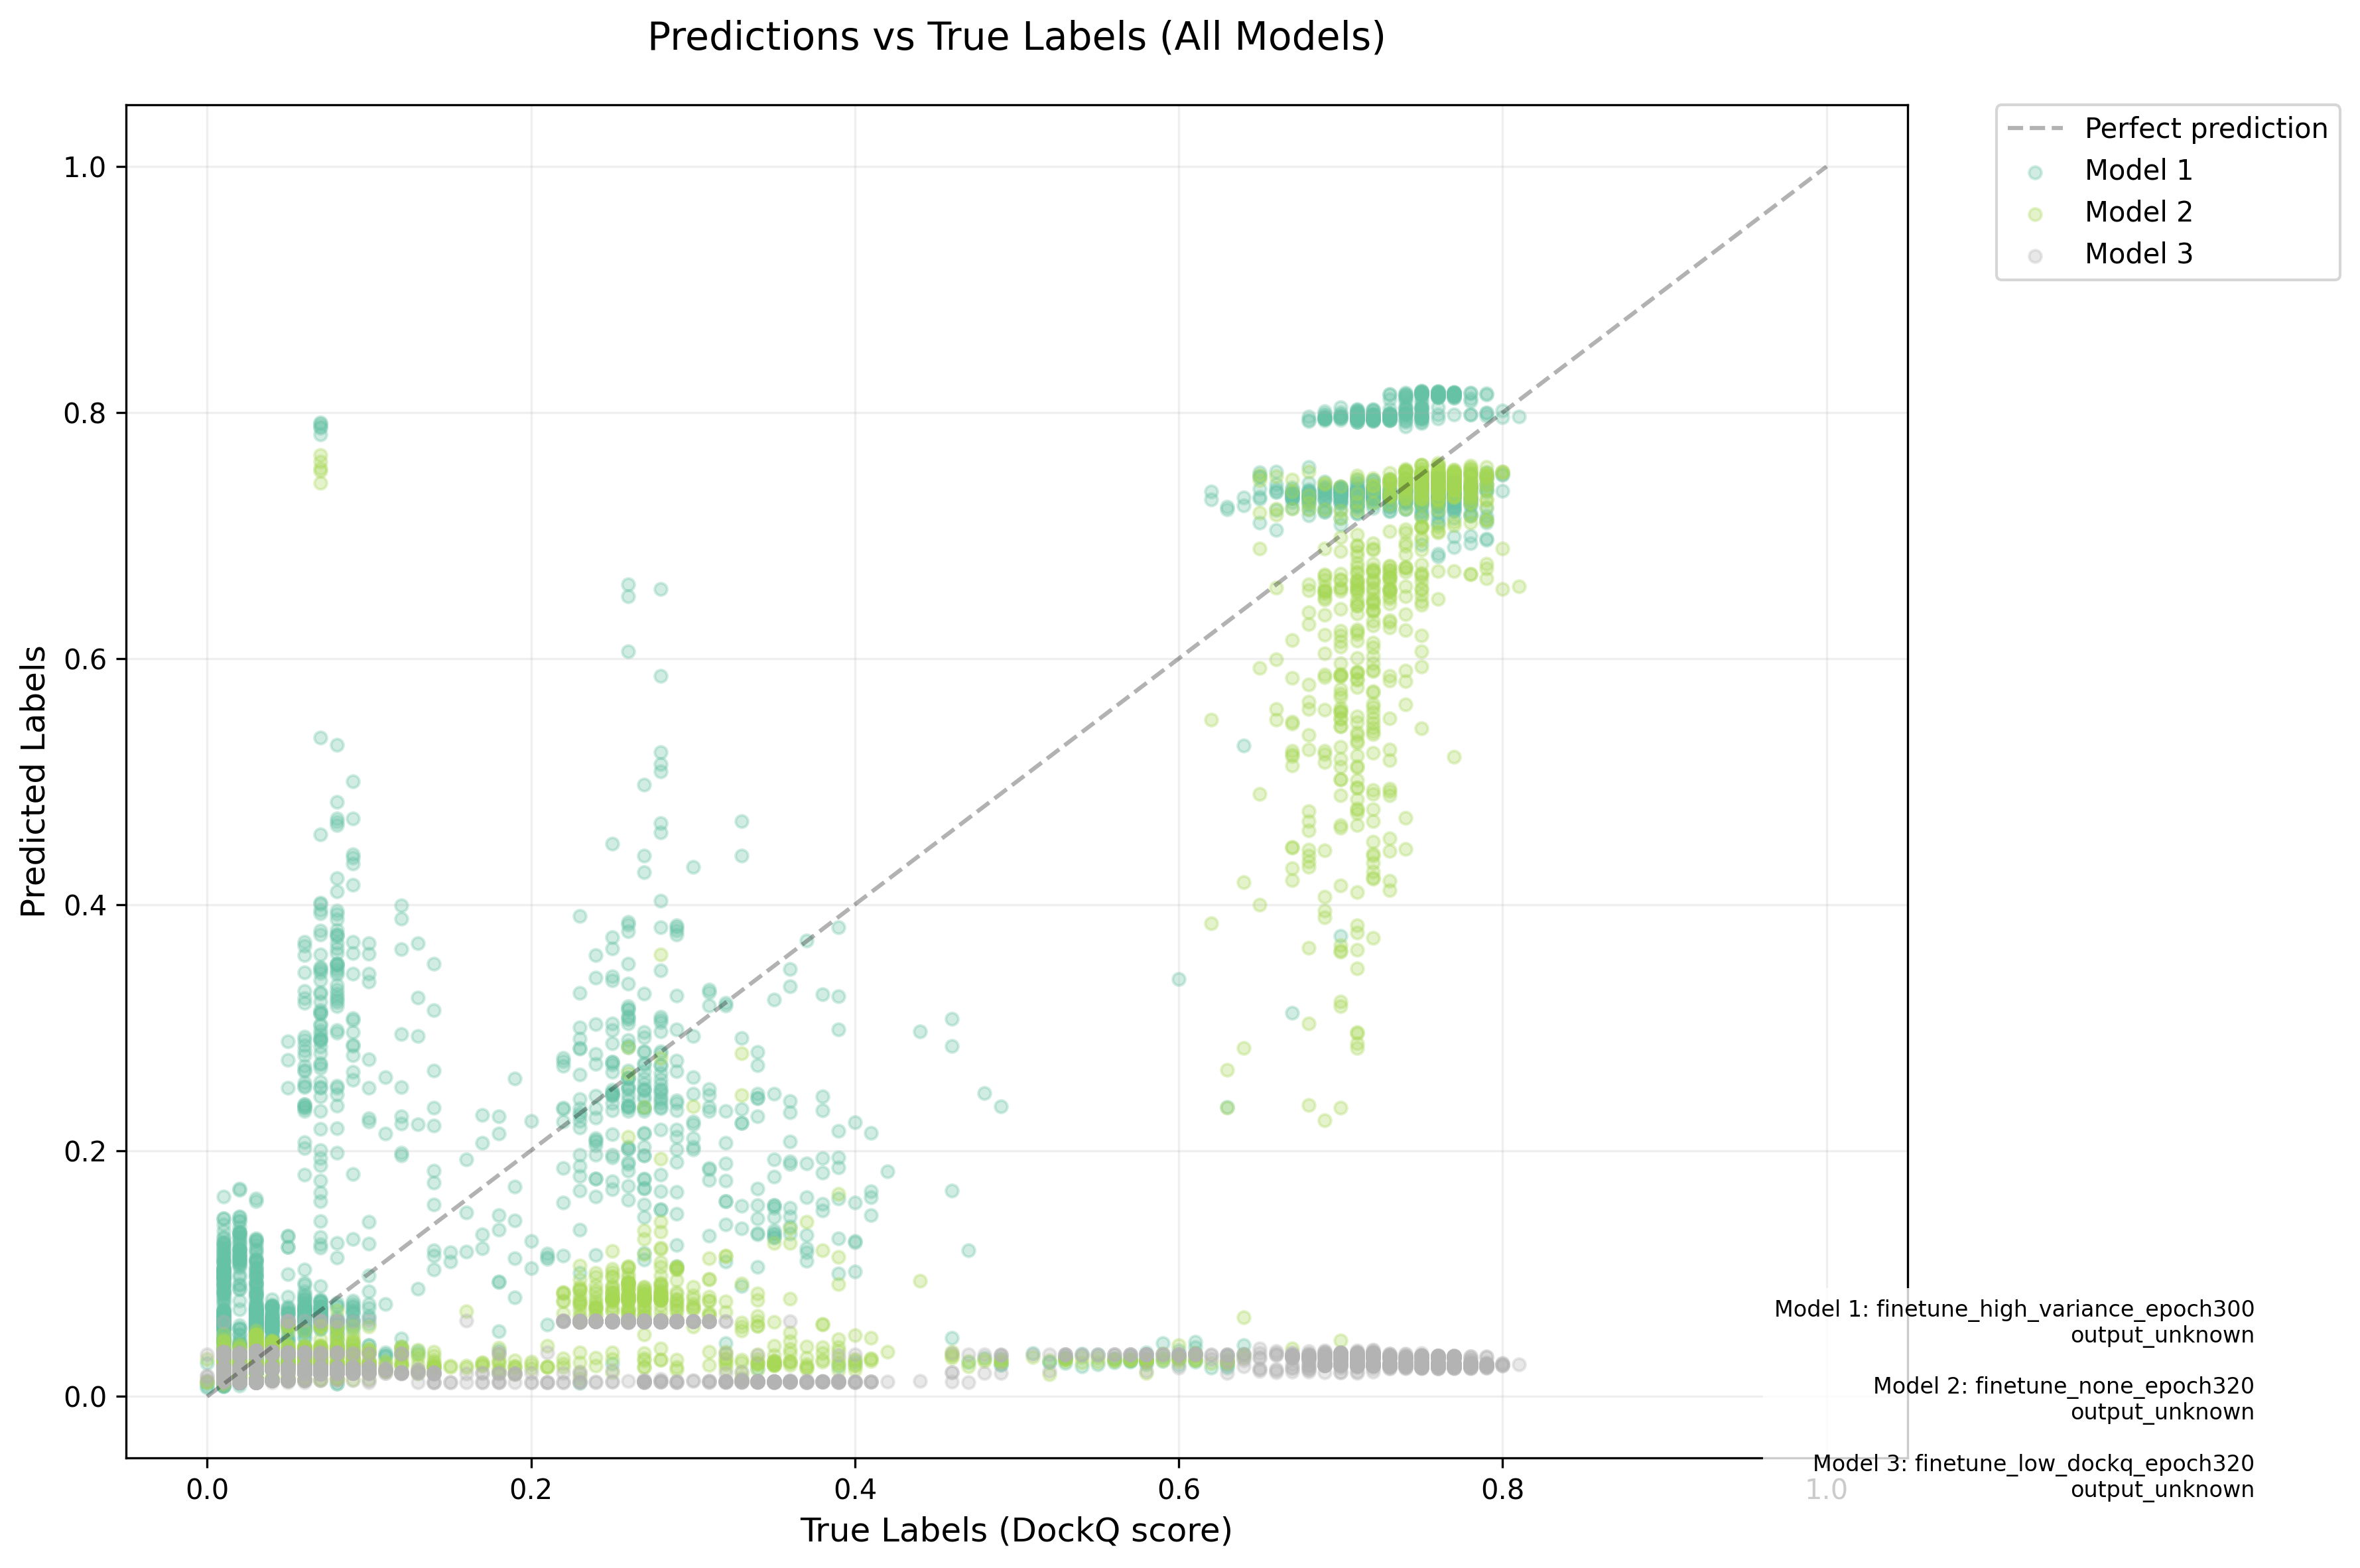 Predictions vs True Labels (All Models)
Perfect prediction
Model 1
Model 2
Model 3
Predicted Labels
1.0
0.8
0.6
0.4
0.2
0.0
0.0 0.2 0.4 0.6 0.8 1.0
True Labels (DockQ score)
Model 1: finetune_high_variance_epoch300
output_unknown
Model 2: finetune_none_epoch320
output_unknown
Model 3: finetune_low_dockq_epoch320
output_unknown